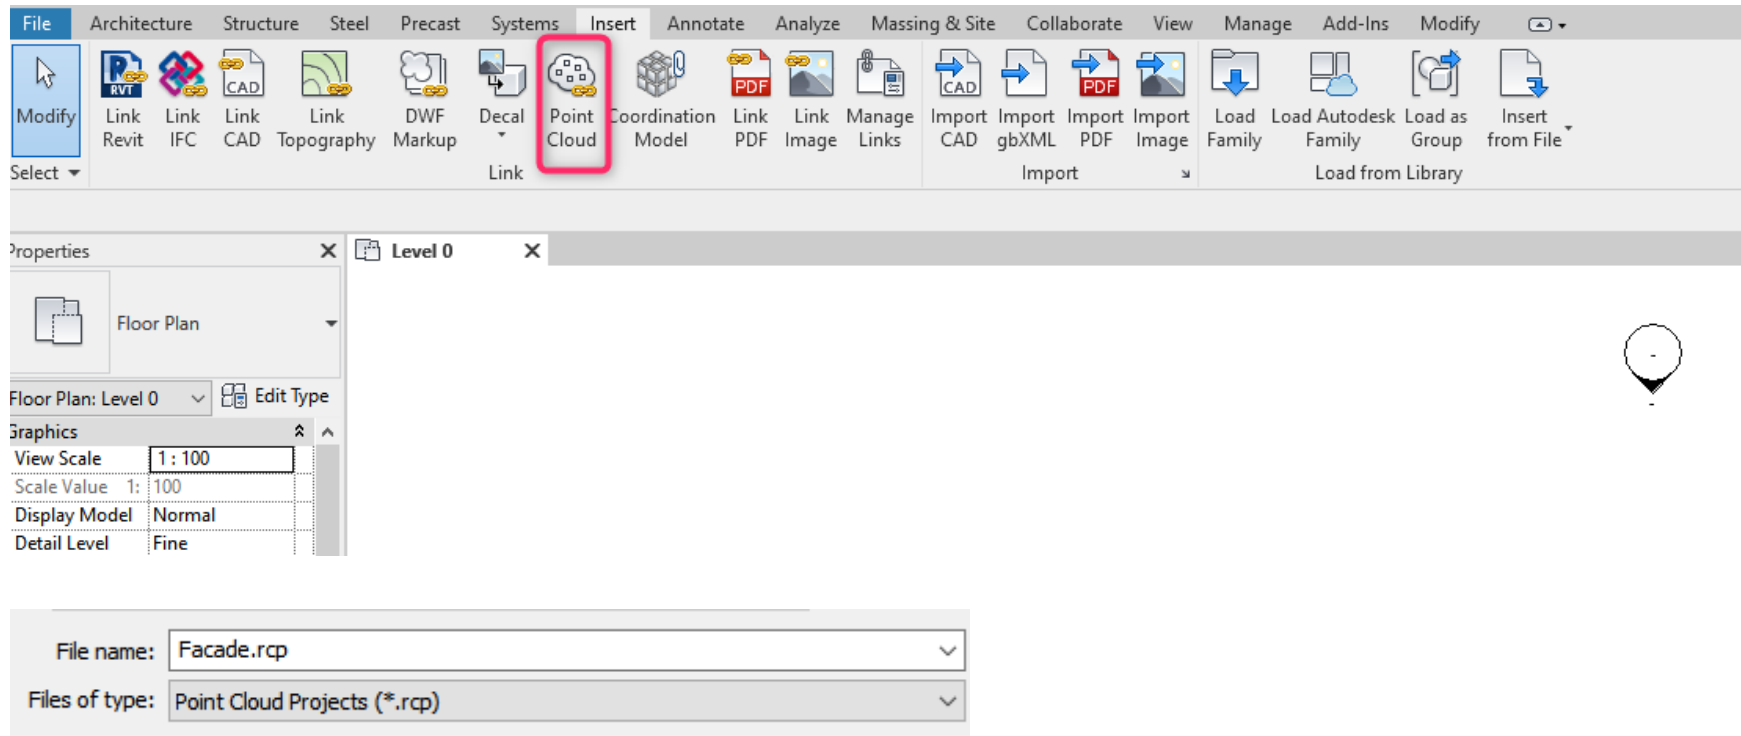 File Architecture Structure Steel Precast Systems Insert Annotate Analyze Massing & Site Collaborate View Manage Add-Ins Modify
RVT CAD PDF CAD PDF
Modify Link Link Link Link DWF Decal Point Coordination Link Link Manage Import Import Import Import Load Load Autodesk Load as Insert
Revit IFC CAD Topography Markup Cloud Model PDF Image Links CAD gbXML PDF Image Family Family Group from File
Select Link Import Load from Library
Properties Level 0
Floor Plan
Floor Plan: Level 0 Edit Type
Graphics
View Scale 1 : 100
Scale Value 1: 100
Display Model Normal
Detail Level Fine
File name: Facade.rcp
Files of type: Point Cloud Projects (*.rcp)